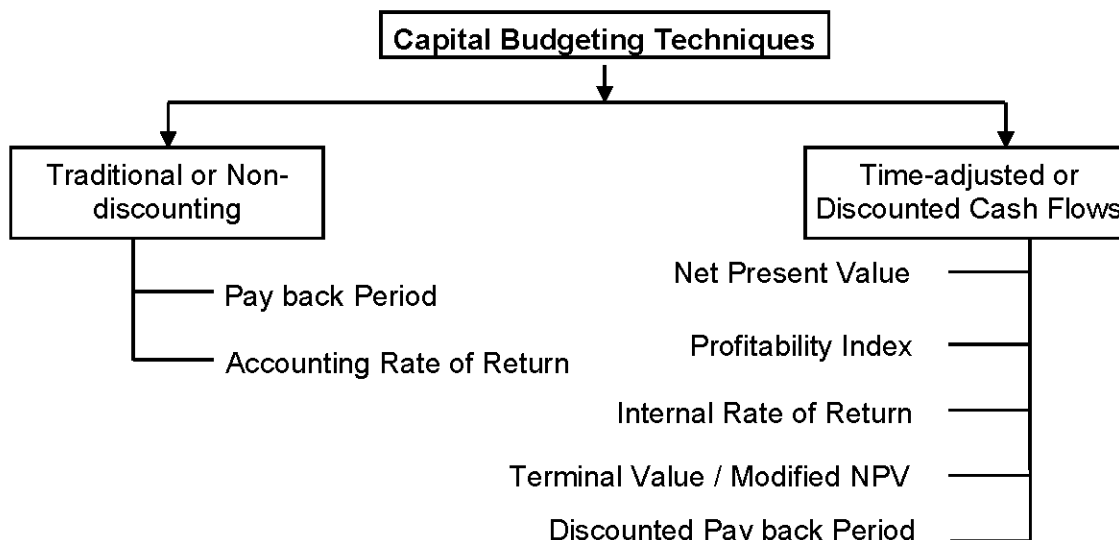 Capital Budgeting Techniques
Traditional or Non-
discounting
Time-adjusted or
Discounted Cash Flows
Pay back Period
Accounting Rate of Return
Net Present Value
Profitability Index
Internal Rate of Return
Terminal Value / Modified NPV
Discounted Pay back Period